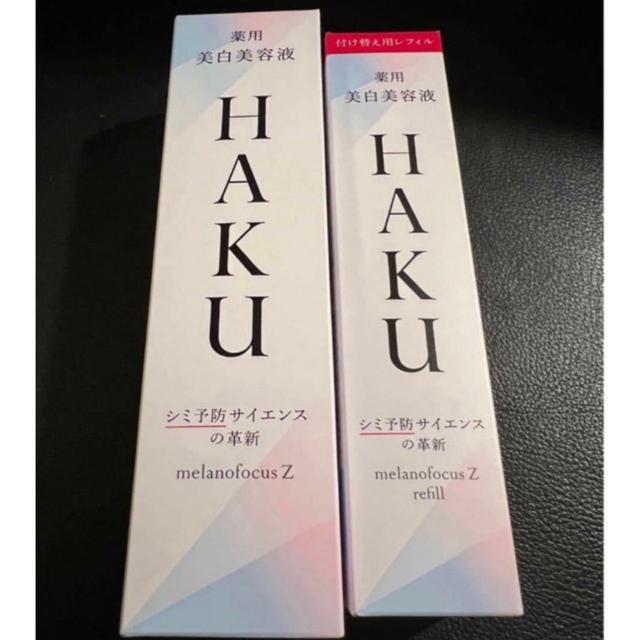 薬用
美白美容液
HAKU
シミ予防サイエンス
の革新
melanofocus Z
付け替え用レフィル
薬用
美白美容液
HAKU
シミ予防サイエンス
の革新
melanofocus Z
refill